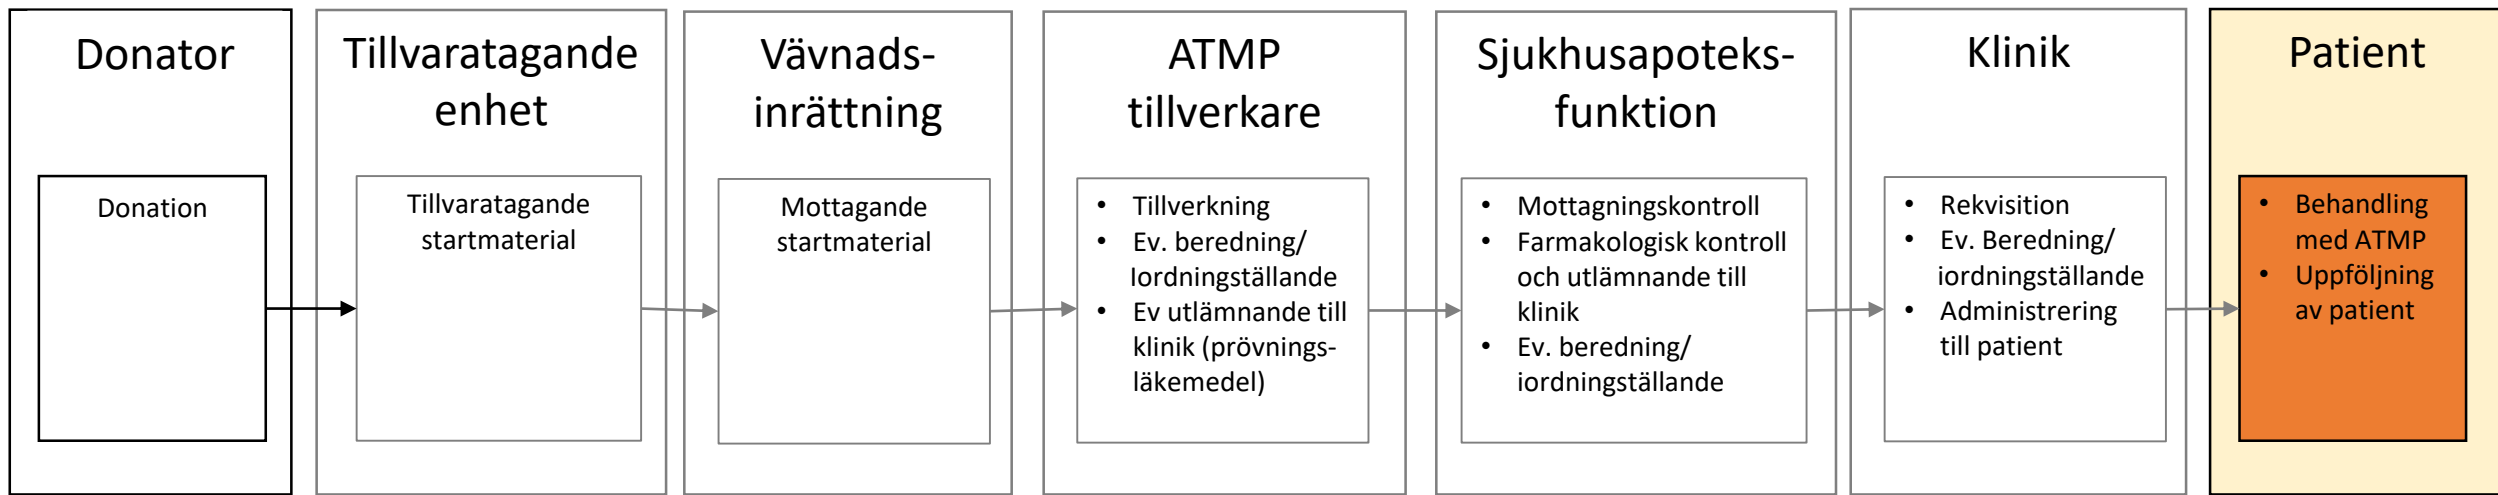 Donator
Donation
Tillvaratagande
enhet
Tillvaratagande
startmaterial
Vävnads-
inrättning
Mottagande
startmaterial
ATMP
tillverkare
• Tillverkning
• Ev. beredning/
Iordningställande
• Ev utlämnande till
klinik (prövnings-
läkemedel)
Sjukhusapoteks-
funktion
• Mottagningskontroll
• Farmakologisk kontroll
och utlämnande till
klinik
• Ev. beredning/
iordningställande
Klinik
• Rekvisition
• Ev. Beredning/
iordningställande
• Administrering
till patient
Patient
• Behandling
med ATMP
• Uppföljning
av patient